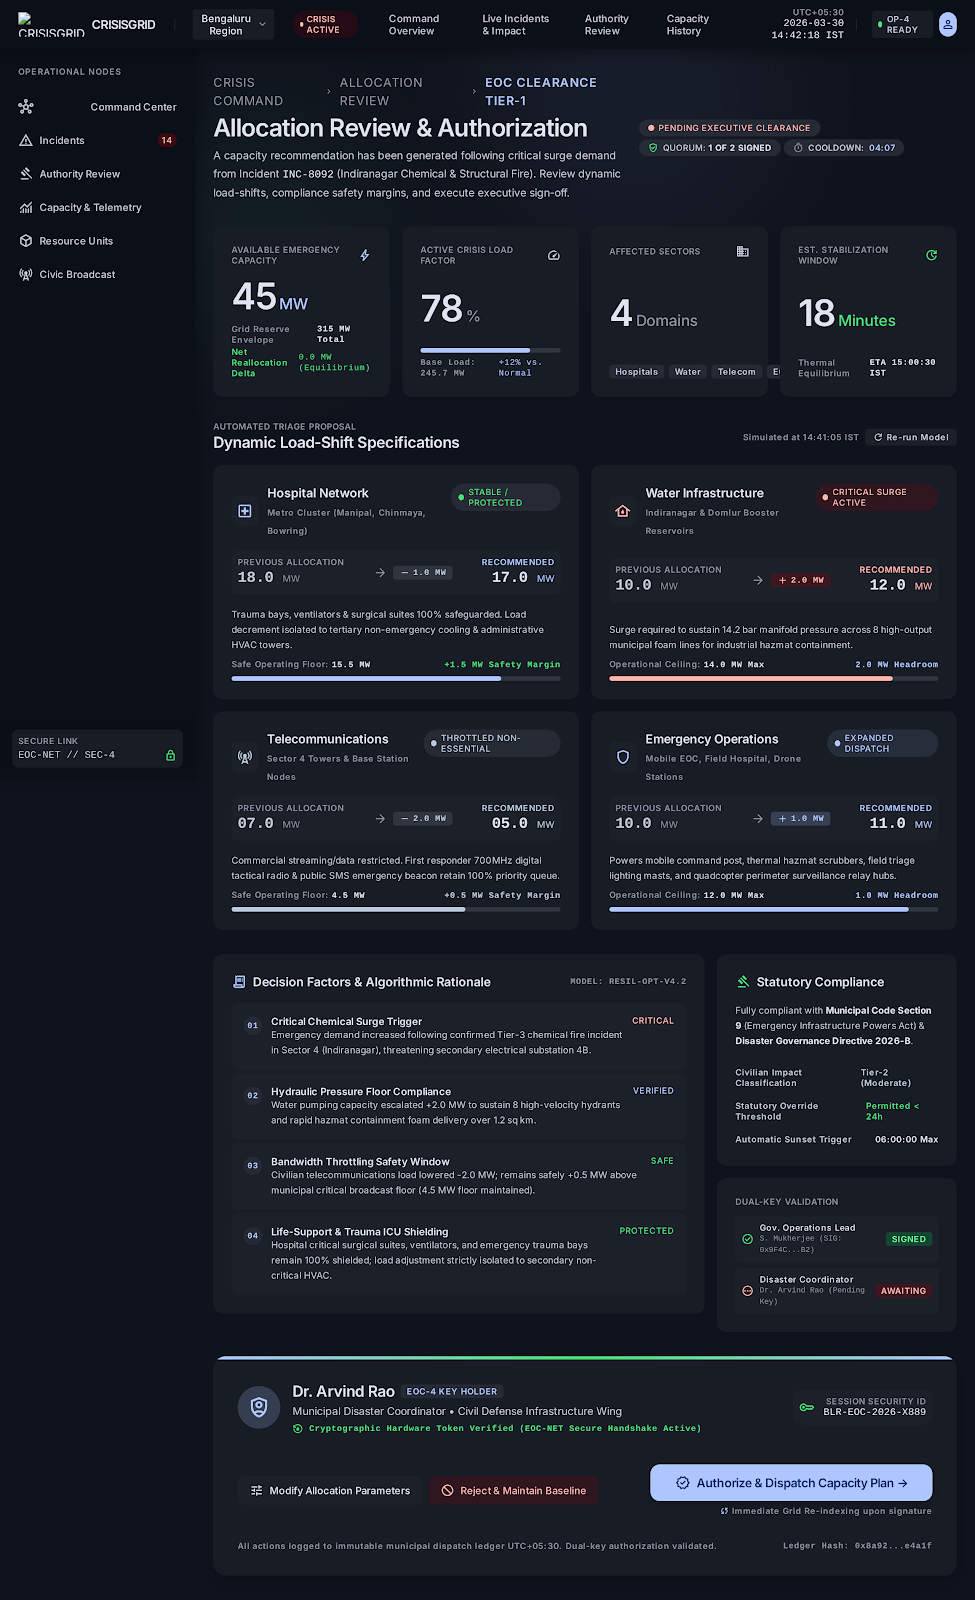 CRISISGRID
CRISISGRID
Bengaluru
Region
CRISIS
ACTIVE
Command
Overview
Live Incidents
& Impact
Authority
Review
Capacity
History
UTC+05:30
2026-03-30
14:42:18 IST
OP-4
READY
OPERATIONAL NODES
Command Center
Incidents
14
Authority Review
Capacity & Telemetry
Resource Units
Civic Broadcast
SECURE LINK
EOC-NET // SEC-4
CRISIS
COMMAND
›
ALLOCATION
REVIEW
›
EOC CLEARANCE
TIER-1
Allocation Review & Authorization
A capacity recommendation has been generated following critical surge demand
from Incident INC-8092 (Indiranagar Chemical & Structural Fire). Review dynamic
load-shifts, compliance safety margins, and execute executive sign-off.
PENDING EXECUTIVE CLEARANCE
QUORUM: 1 OF 2 SIGNED
COOLDOWN: 04:07
AVAILABLE EMERGENCY
CAPACITY
45 MW
Grid Reserve
Envelope
315 MW
Total
Net
Reallocation
Delta
0.0 MW
(Equilibrium)
ACTIVE CRISIS LOAD
FACTOR
78 %
Base Load:
245.7 MW
+12% vs.
Normal
AFFECTED SECTORS
4 Domains
Hospitals
Water
Telecom
EST. STABILIZATION
WINDOW
18 Minutes
Thermal
Equilibrium
ETA 15:00:30
IST
AUTOMATED TRIAGE PROPOSAL
Dynamic Load-Shift Specifications
Simulated at 14:41:05 IST
Re-run Model
Hospital Network
Metro Cluster (Manipal, Chinmaya,
Bowring)
STABLE /
PROTECTED
PREVIOUS ALLOCATION
18.0 MW
→
− 1.0 MW
RECOMMENDED
17.0 MW
Trauma bays, ventilators & surgical suites 100% safeguarded. Load
decrement isolated to tertiary non-emergency cooling & administrative
HVAC towers.
Safe Operating Floor: 15.5 MW
+1.5 MW Safety Margin
Water Infrastructure
Indiranagar & Domlur Booster
Reservoirs
CRITICAL SURGE
ACTIVE
PREVIOUS ALLOCATION
10.0 MW
→
+ 2.0 MW
RECOMMENDED
12.0 MW
Surge required to sustain 14.2 bar manifold pressure across 8 high-output
municipal foam lines for industrial hazmat containment.
Operational Ceiling: 14.0 MW Max
2.0 MW Headroom
Telecommunications
Sector 4 Towers & Base Station
Nodes
THROTTLED NON-
ESSENTIAL
PREVIOUS ALLOCATION
07.0 MW
→
− 2.0 MW
RECOMMENDED
05.0 MW
Commercial streaming/data restricted. First responder 700MHz digital
tactical radio & public SMS emergency beacon retain 100% priority queue.
Safe Operating Floor: 4.5 MW
+0.5 MW Safety Margin
Emergency Operations
Mobile EOC, Field Hospital, Drone
Stations
EXPANDED
DISPATCH
PREVIOUS ALLOCATION
10.0 MW
→
+ 1.0 MW
RECOMMENDED
11.0 MW
Powers mobile command post, thermal hazmat scrubbers, field triage
lighting masts, and quadcopter perimeter surveillance relay hubs.
Operational Ceiling: 12.0 MW Max
1.0 MW Headroom
Decision Factors & Algorithmic Rationale
MODEL: RESIL-OPT-V4.2
01
Critical Chemical Surge Trigger
CRITICAL
Emergency demand increased following confirmed Tier-3 chemical fire incident
in Sector 4 (Indiranagar), threatening secondary electrical substation 4B.
02
Hydraulic Pressure Floor Compliance
VERIFIED
Water pumping capacity escalated +2.0 MW to sustain 8 high-velocity hydrants
and rapid hazmat containment foam delivery over 1.2 sq km.
03
Bandwidth Throttling Safety Window
SAFE
Civilian telecommunications load lowered -2.0 MW; remains safely +0.5 MW above
municipal critical broadcast floor (4.5 MW floor maintained).
04
Life-Support & Trauma ICU Shielding
PROTECTED
Hospital critical surgical suites, ventilators, and emergency trauma bays
remain 100% shielded; load adjustment strictly isolated to secondary non-
critical HVAC.
Statutory Compliance
Fully compliant with Municipal Code Section
9 (Emergency Infrastructure Powers Act) &
Disaster Governance Directive 2026-B.
Civilian Impact
Classification
Tier-2
(Moderate)
Statutory Override
Threshold
Permitted <
24h
Automatic Sunset Trigger
06:00:00 Max
DUAL-KEY VALIDATION
Gov. Operations Lead
S. Mukherjee (SIG:
0x9F4C...B2)
SIGNED
Disaster Coordinator
Dr. Arvind Rao (Pending
Key)
AWAITING
Dr. Arvind Rao
EOC-4 KEY HOLDER
Municipal Disaster Coordinator • Civil Defense Infrastructure Wing
Cryptographic Hardware Token Verified (EOC-NET Secure Handshake Active)
SESSION SECURITY ID
BLR-EOC-2026-X889
Modify Allocation Parameters
Reject & Maintain Baseline
Authorize & Dispatch Capacity Plan →
Immediate Grid Re-indexing upon signature
All actions logged to immutable municipal dispatch ledger UTC+05:30. Dual-key authorization validated.
Ledger Hash: 0x8a92...e4a1f